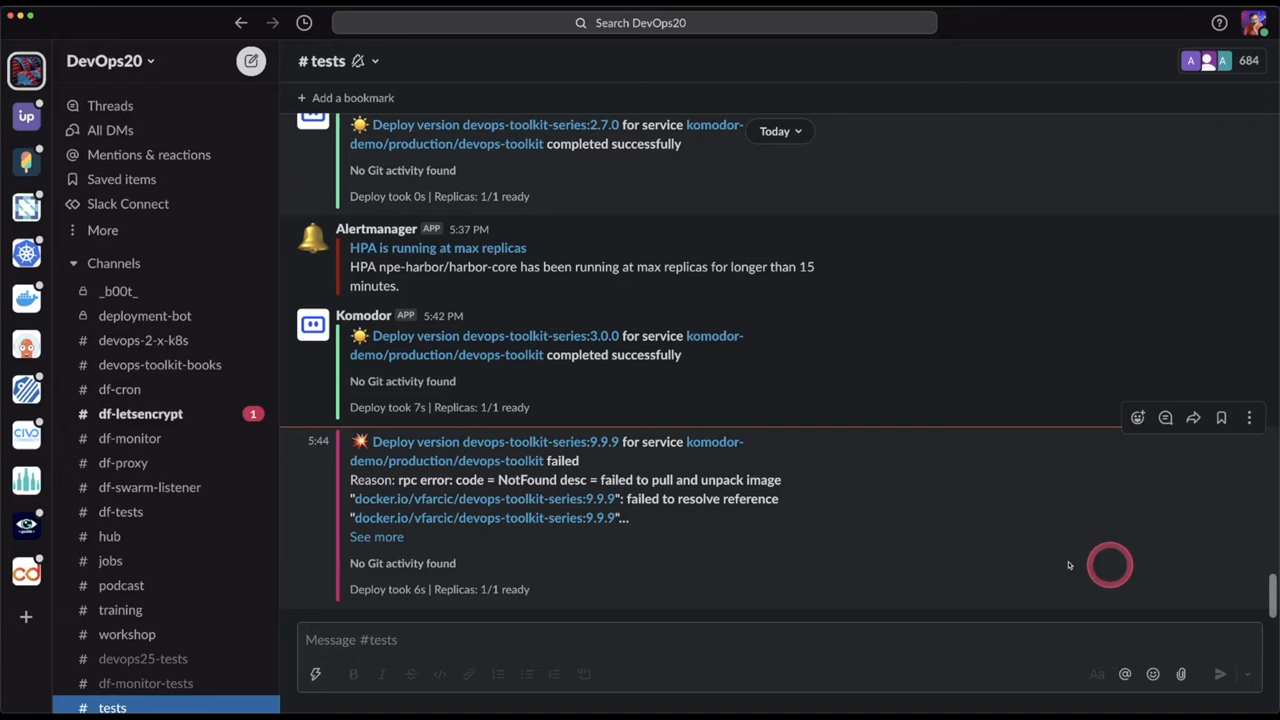 Search DevOps20
DevOps20
# tests
684
Threads
All DMs
Mentions & reactions
Saved items
Slack Connect
More
Channels
_b00t_
deployment-bot
# devops-2-x-k8s
# devops-toolkit-books
# df-cron
# df-letsencrypt 1
# df-monitor
# df-proxy
# df-swarm-listener
# df-tests
# hub
# jobs
# podcast
# training
# workshop
# devops25-tests
# df-monitor-tests
# tests
up
CIVO
COMMUNITY
cd
+
+ Add a bookmark
Today
Deploy version devops-toolkit-series:2.7.0 for service komodor-
demo/production/devops-toolkit completed successfully
No Git activity found
Deploy took 0s | Replicas: 1/1 ready
Alertmanager APP 5:37 PM
HPA is running at max replicas
HPA npe-harbor/harbor-core has been running at max replicas for longer than 15
minutes.
Komodor APP 5:42 PM
Deploy version devops-toolkit-series:3.0.0 for service komodor-
demo/production/devops-toolkit completed successfully
No Git activity found
Deploy took 7s | Replicas: 1/1 ready
5:44 Deploy version devops-toolkit-series:9.9.9 for service komodor-
demo/production/devops-toolkit failed
Reason: rpc error: code = NotFound desc = failed to pull and unpack image
"docker.io/vfarcic/devops-toolkit-series:9.9.9": failed to resolve reference
"docker.io/vfarcic/devops-toolkit-series:9.9.9"...
See more
No Git activity found
Deploy took 6s | Replicas: 1/1 ready
Message #tests
B I S Aa @